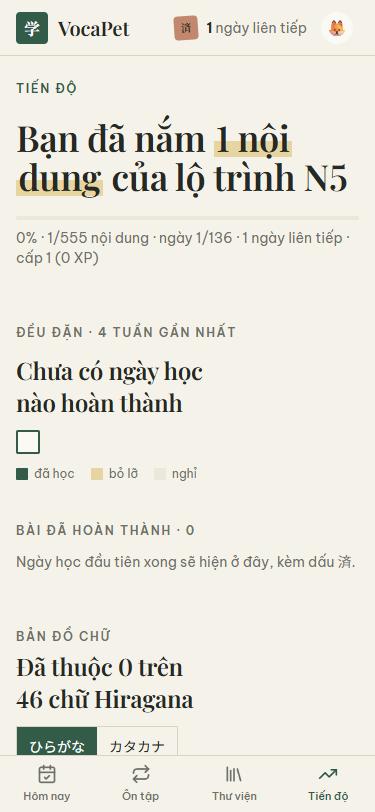 学 VocaPet 済 1 ngày liên tiếp
TIẾN ĐỘ
Bạn đã nắm 1 nội
dung của lộ trình N5
0% · 1/555 nội dung · ngày 1/136 · 1 ngày liên tiếp ·
cấp 1 (0 XP)
ĐỀU ĐẶN · 4 TUẦN GẦN NHẤT
Chưa có ngày học
nào hoàn thành
đã học bỏ lỡ nghỉ
BÀI ĐÃ HOÀN THÀNH · 0
Ngày học đầu tiên xong sẽ hiện ở đây, kèm dấu 済.
BẢN ĐỒ CHỮ
Đã thuộc 0 trên
46 chữ Hiragana
ひらがな カタカナ
Hôm nay Ôn tập Thư viện Tiến độ